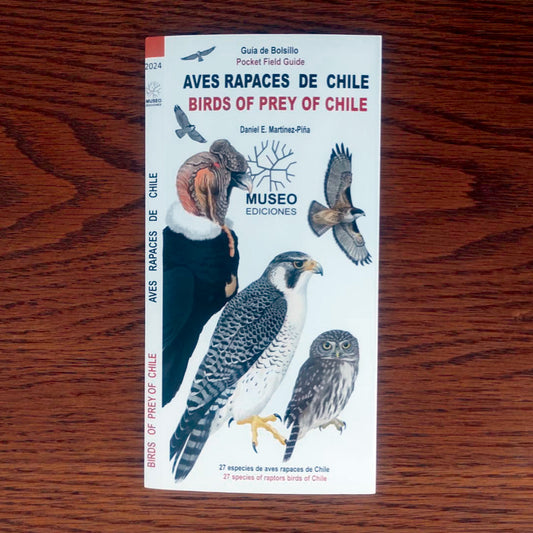 Guía de Bolsillo
Pocket Field Guide
AVES RAPACES DE CHILE
BIRDS OF PREY OF CHILE
Daniel E. Martínez-Piña
MUSEO
EDICIONES
27 especies de aves rapaces de Chile
27 species of raptors birds of Chile
2024
MUSEO
EDICIONES
AVES RAPACES DE CHILE
BIRDS OF PREY OF CHILE